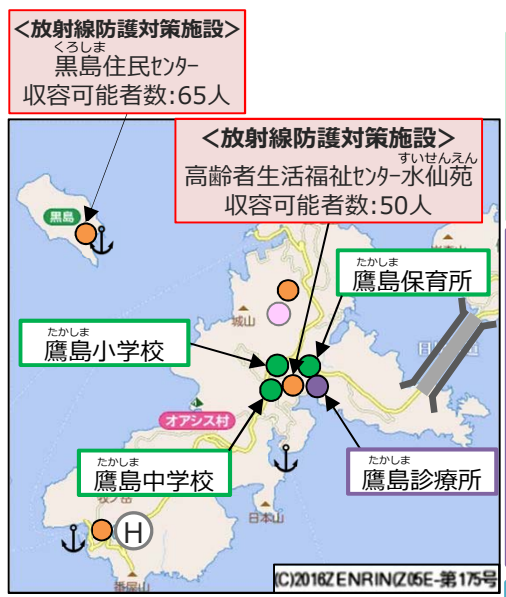 <放射線防護対策施設>
くろしま
黒島住民センター
収容可能者数:65人
<放射線防護対策施設>
すいせんえん
高齢者生活福祉センター水仙苑
収容可能者数:50人
黒島
たかしま
鷹島保育所
城山
たかしま
鷹島小学校
オアシス村
たかしま
鷹島中学校
たかしま
鷹島診療所
日本山
H
番屋山
(C)2016ZENRIN(Z05E-第175号